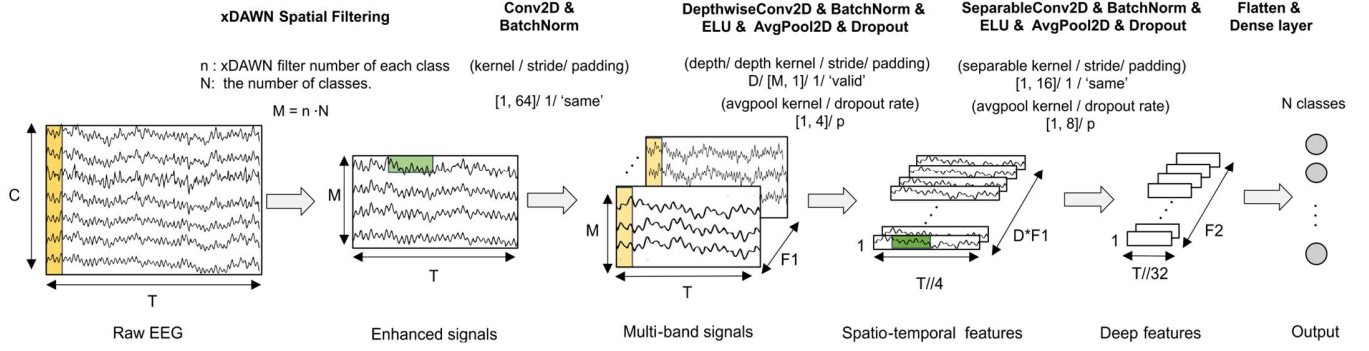 xDAWN Spatial Filtering
n : xDAWN filter number of each class
N: the number of classes.
M = n ·N
Conv2D &
BatchNorm
(kernel / stride/ padding)
[1, 64]/ 1/ ‘same’
DepthwiseConv2D & BatchNorm &
ELU & AvgPool2D & Dropout
(depth/ depth kernel / stride/ padding)
D/ [M, 1]/ 1/ ‘valid’
(avgpool kernel / dropout rate)
[1, 4]/ p
SeparableConv2D & BatchNorm &
ELU & AvgPool2D & Dropout
(separable kernel / stride/ padding)
[1, 16]/ 1 / ‘same’
(avgpool kernel / dropout rate)
[1, 8]/ p
Flatten &
Dense layer
N classes
C
T
Raw EEG
M
T
Enhanced signals
M
T
F1
Multi-band signals
1
T//4
D*F1
Spatio-temporal features
1
T//32
F2
Deep features
Output